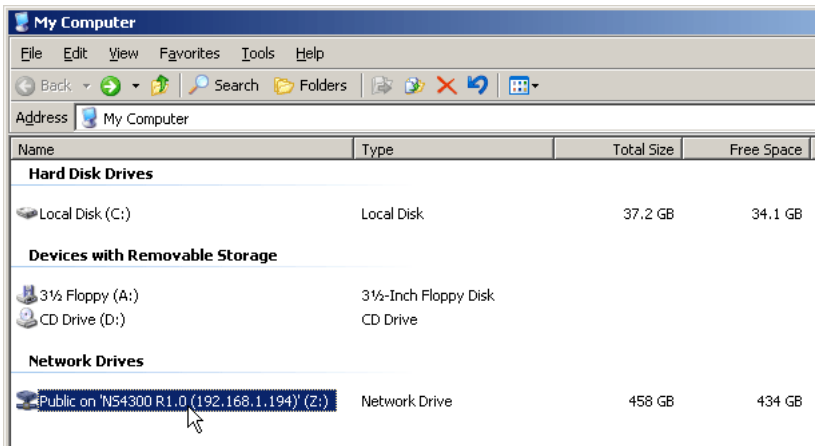 My Computer
File Edit View Favorites Tools Help
Back Search Folders
Address My Computer
Name Type Total Size Free Space
Hard Disk Drives
Local Disk (C:) Local Disk 37.2 GB 34.1 GB
Devices with Removable Storage
3½ Floppy (A:) 3½-Inch Floppy Disk
CD Drive (D:) CD Drive
Network Drives
Public on 'NS4300 R1.0 (192.168.1.194)' (Z:) Network Drive 458 GB 434 GB